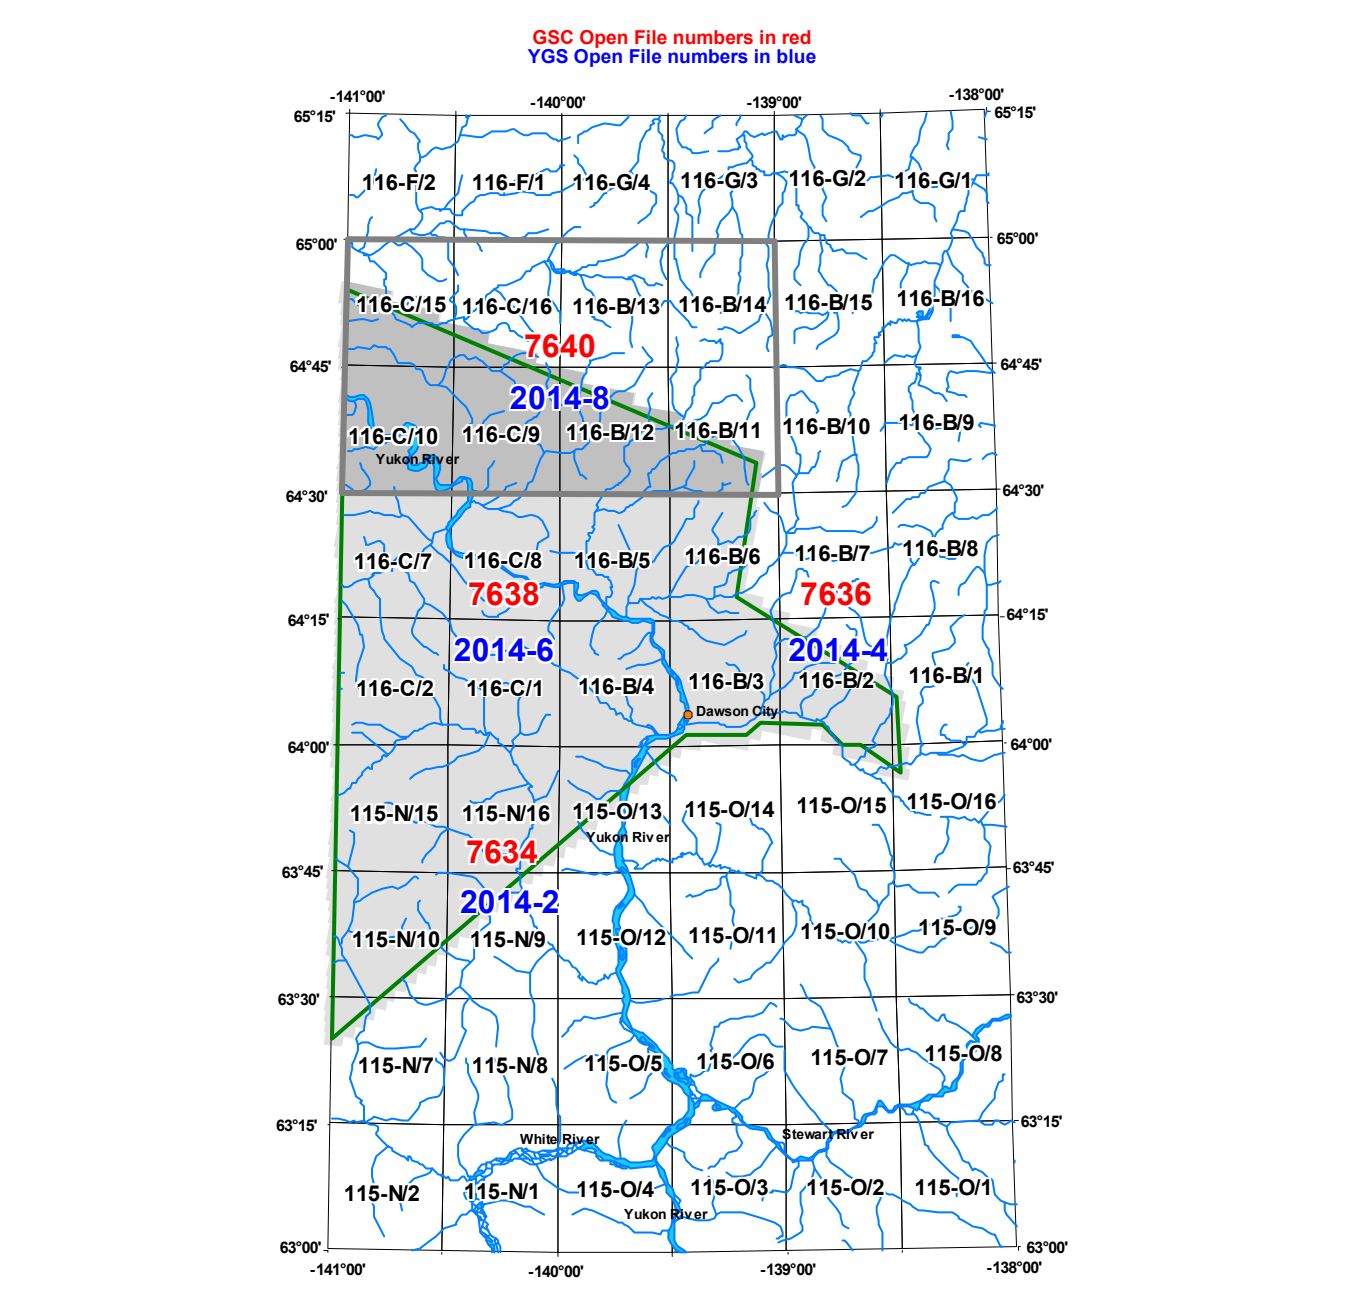 GSC Open File numbers in red
YGS Open File numbers in blue
-141°00' -140°00' -139°00' -138°00'
65°15' 65°15'
116-F/2 116-F/1 116-G/4 116-G/3 116-G/2 116-G/1
65°00' 65°00'
116-C/15 116-C/16 116-B/13 116-B/14 116-B/15 116-B/16
7640
64°45' 64°45'
2014-8
116-C/10 116-C/9 116-B/12 116-B/11 116-B/10 116-B/9
Yukon River
64°30' 64°30'
116-C/7 116-C/8 116-B/5 116-B/6 116-B/7 116-B/8
7638 7636
64°15' 64°15'
2014-6 2014-4
116-C/2 116-C/1 116-B/4 116-B/3 116-B/2 116-B/1
Dawson City
64°00' 64°00'
115-N/15 115-N/16 115-O/13 115-O/14 115-O/15 115-O/16
Yukon River
7634
63°45' 63°45'
2014-2
115-N/10 115-N/9 115-O/12 115-O/11 115-O/10 115-O/9
63°30' 63°30'
115-N/7 115-N/8 115-O/5 115-O/6 115-O/7 115-O/8
63°15' 63°15'
White River Stewart River
115-N/2 115-N/1 115-O/4 115-O/3 115-O/2 115-O/1
Yukon River
63°00' 63°00'
-141°00' -140°00' -139°00' -138°00'